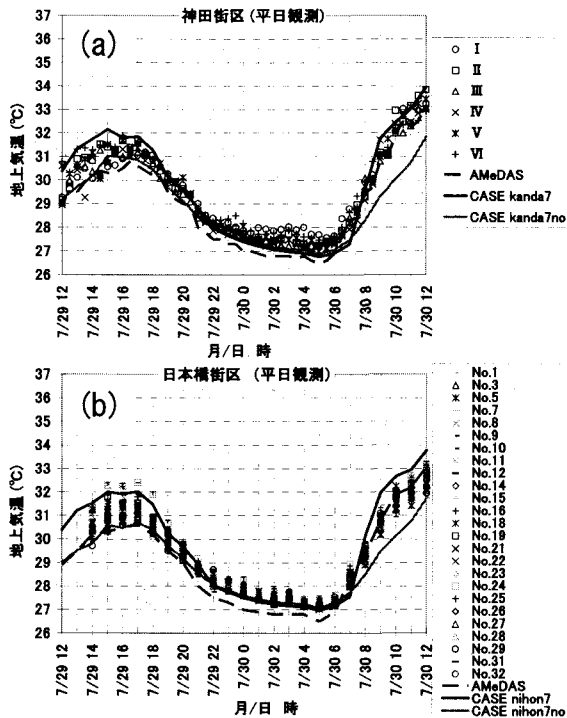 神田街区 (平日観測)
(a)
地上気温(℃)
37
36
35
34
33
32
31
30
29
28
27
26
7/29 12
7/29 14
7/29 16
7/29 18
7/29 20
7/29 22
7/30 0
7/30 2
7/30 4
7/30 6
7/30 8
7/30 10
7/30 12
月/日 時
I
II
III
IV
V
VI
AMeDAS
CASE kanda7
CASE kanda7no
日本橋街区 (平日観測)
(b)
地上気温(℃)
37
36
35
34
33
32
31
30
29
28
27
26
7/29 12
7/29 14
7/29 16
7/29 18
7/29 20
7/29 22
7/30 0
7/30 2
7/30 4
7/30 6
7/30 8
7/30 10
7/30 12
月/日 時
No.1
No.3
No.5
No.7
No.8
No.9
No.10
No.11
No.12
No.14
No.15
No.16
No.18
No.19
No.21
No.22
No.23
No.24
No.25
No.26
No.27
No.28
No.29
No.31
No.32
AMeDAS
CASE nihon7
CASE nihon7no